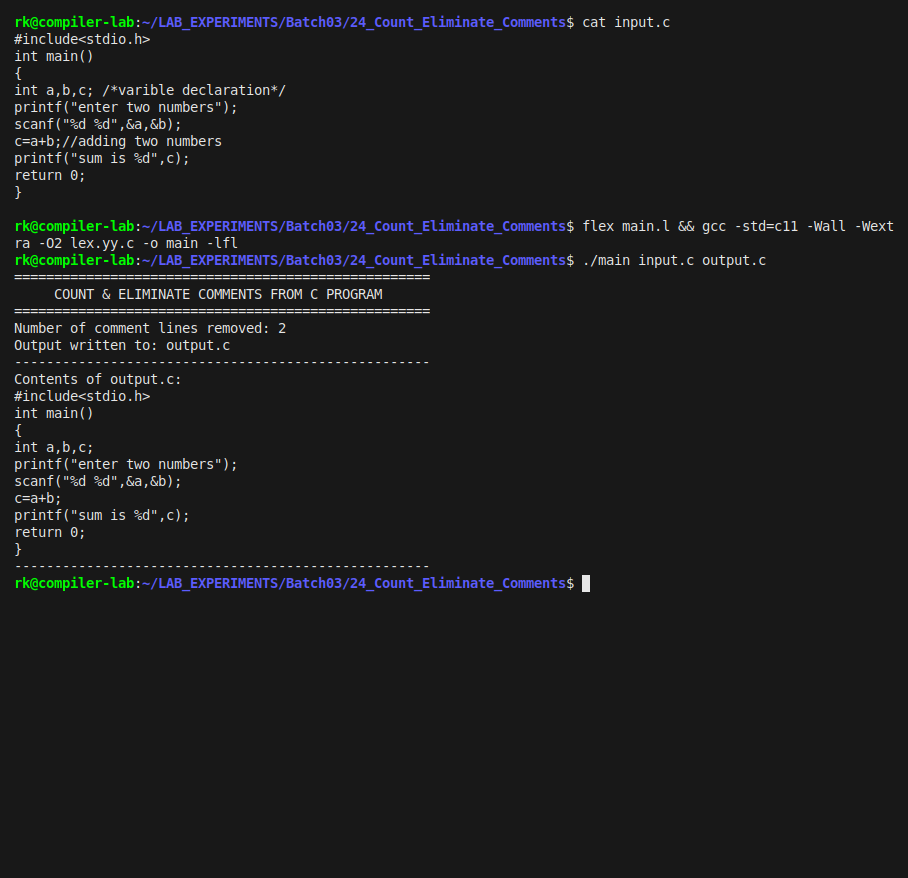 rk@compiler-lab:~/LAB_EXPERIMENTS/Batch03/24_Count_Eliminate_Comments$ cat input.c
#include<stdio.h>
int main()
{
int a,b,c; /*varible declaration*/
printf("enter two numbers");
scanf("%d %d",&a,&b);
c=a+b;//adding two numbers
printf("sum is %d",c);
return 0;
}

rk@compiler-lab:~/LAB_EXPERIMENTS/Batch03/24_Count_Eliminate_Comments$ flex main.l && gcc -std=c11 -Wall -Wext
ra -O2 lex.yy.c -o main -lfl
rk@compiler-lab:~/LAB_EXPERIMENTS/Batch03/24_Count_Eliminate_Comments$ ./main input.c output.c
====================================================
     COUNT & ELIMINATE COMMENTS FROM C PROGRAM
====================================================
Number of comment lines removed: 2
Output written to: output.c
----------------------------------------------------
Contents of output.c:
#include<stdio.h>
int main()
{
int a,b,c;
printf("enter two numbers");
scanf("%d %d",&a,&b);
c=a+b;
printf("sum is %d",c);
return 0;
}
----------------------------------------------------
rk@compiler-lab:~/LAB_EXPERIMENTS/Batch03/24_Count_Eliminate_Comments$